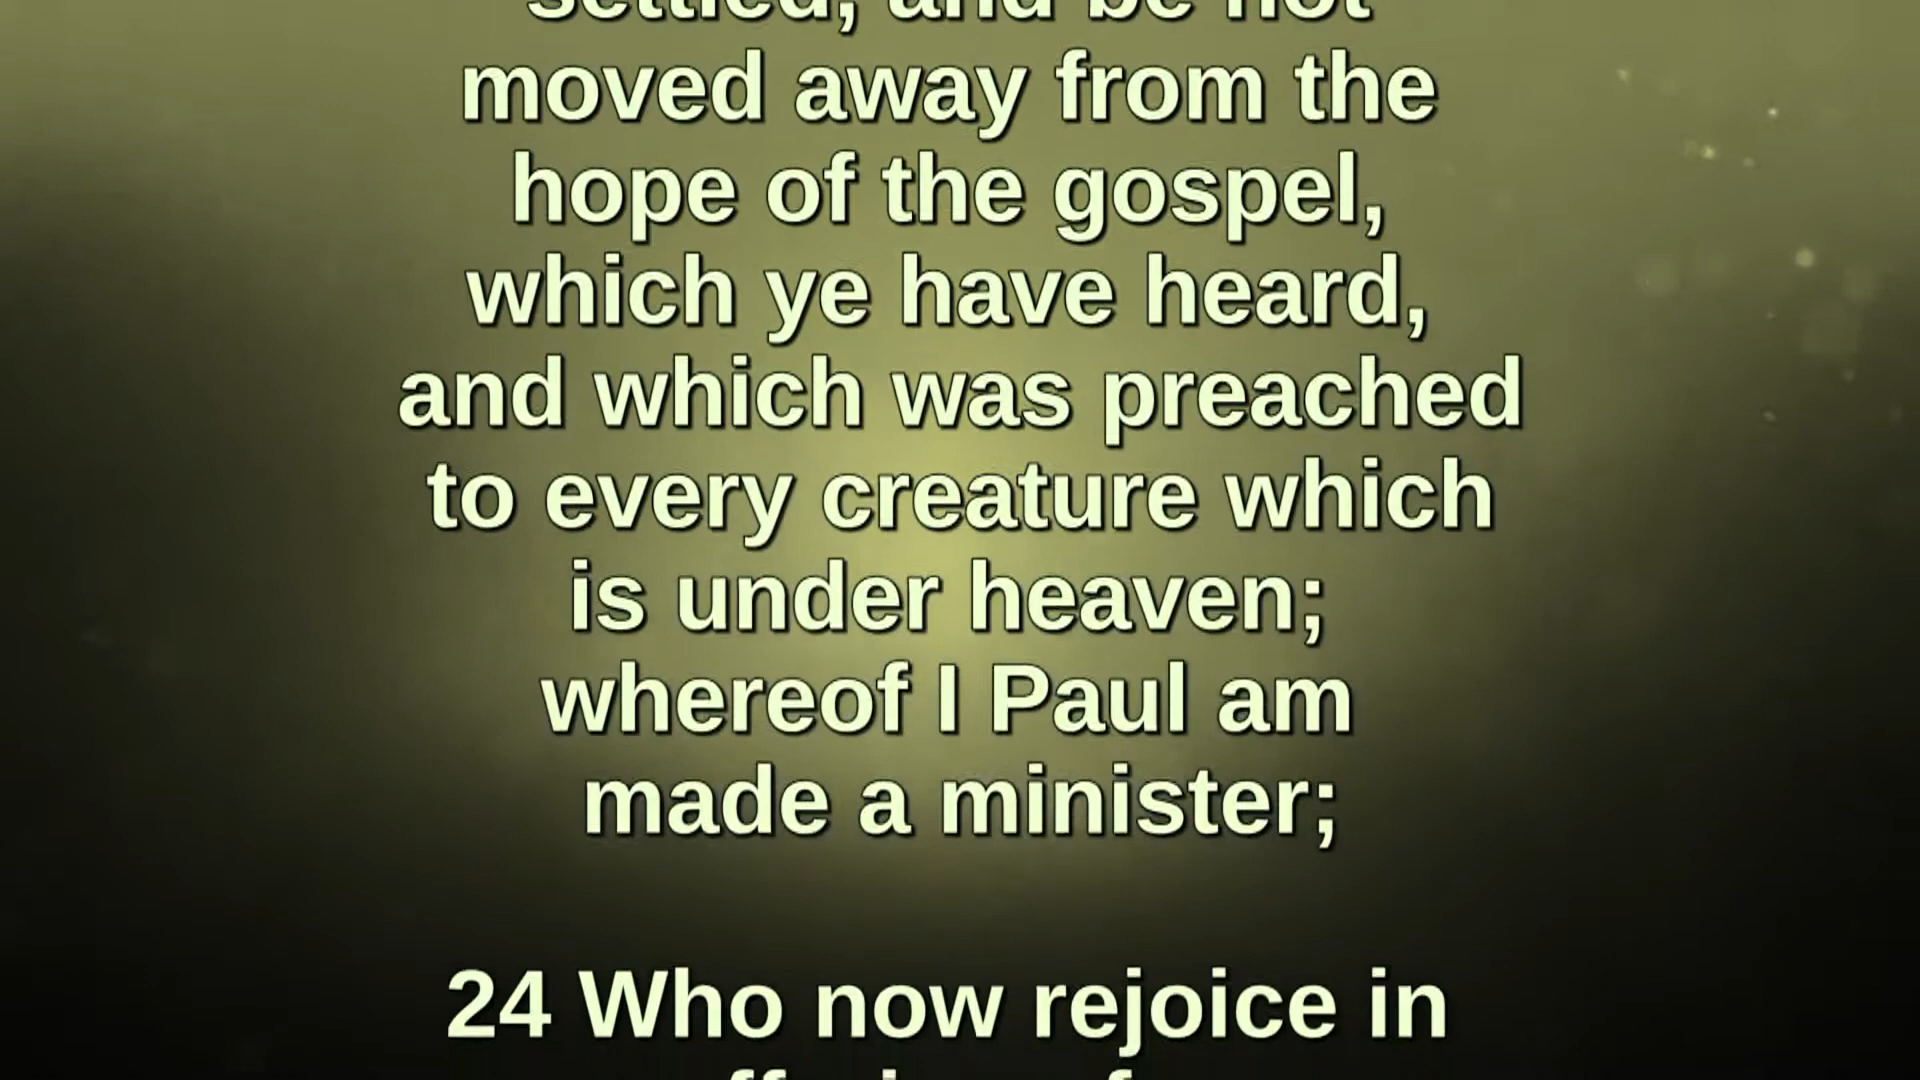 settled, and be not
moved away from the
hope of the gospel,
which ye have heard,
and which was preached
to every creature which
is under heaven;
whereof I Paul am
made a minister;
24 Who now rejoice in